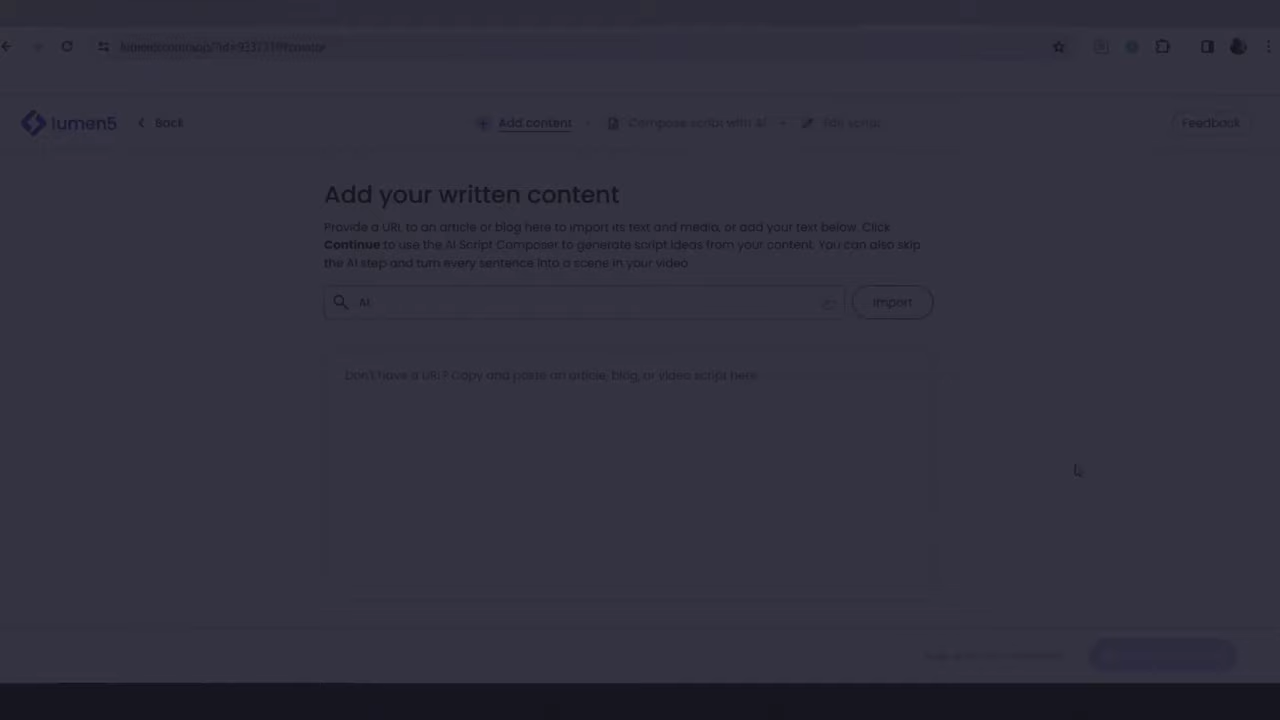 lumen5
Back
Add content
Compose script with AI
Edit script
Feedback
Add your written content
Provide a URL to an article or blog here to import its text and media, or add your text below. Click
Continue to use the AI Script Composer to generate script ideas from your content. You can also skip
the AI step and turn every sentence into a scene in your video.
AI
Import
Don't have a URL? Copy and paste an article, blog, or video script here